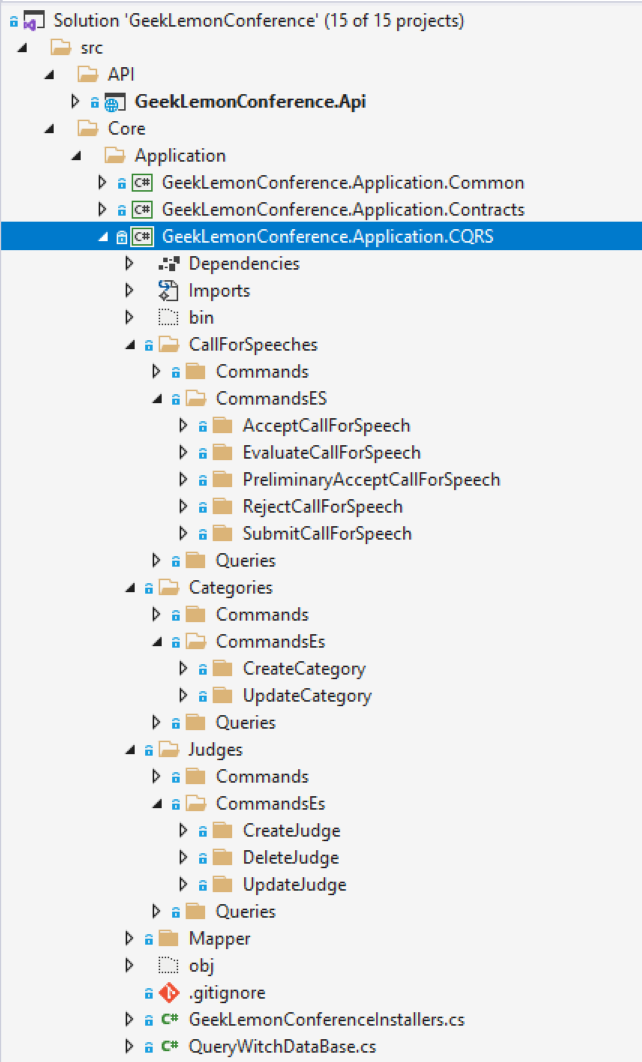 Solution 'GeekLemonConference' (15 of 15 projects)
src
API
GeekLemonConference.Api
Core
Application
C# GeekLemonConference.Application.Common
C# GeekLemonConference.Application.Contracts
C# GeekLemonConference.Application.CQRS
Dependencies
Imports
bin
CallForSpeeches
Commands
CommandsES
AcceptCallForSpeech
EvaluateCallForSpeech
PreliminaryAcceptCallForSpeech
RejectCallForSpeech
SubmitCallForSpeech
Queries
Categories
Commands
CommandsEs
CreateCategory
UpdateCategory
Queries
Judges
Commands
CommandsEs
CreateJudge
DeleteJudge
UpdateJudge
Queries
Mapper
obj
.gitignore
C# GeekLemonConferenceInstallers.cs
C# QueryWitchDataBase.cs